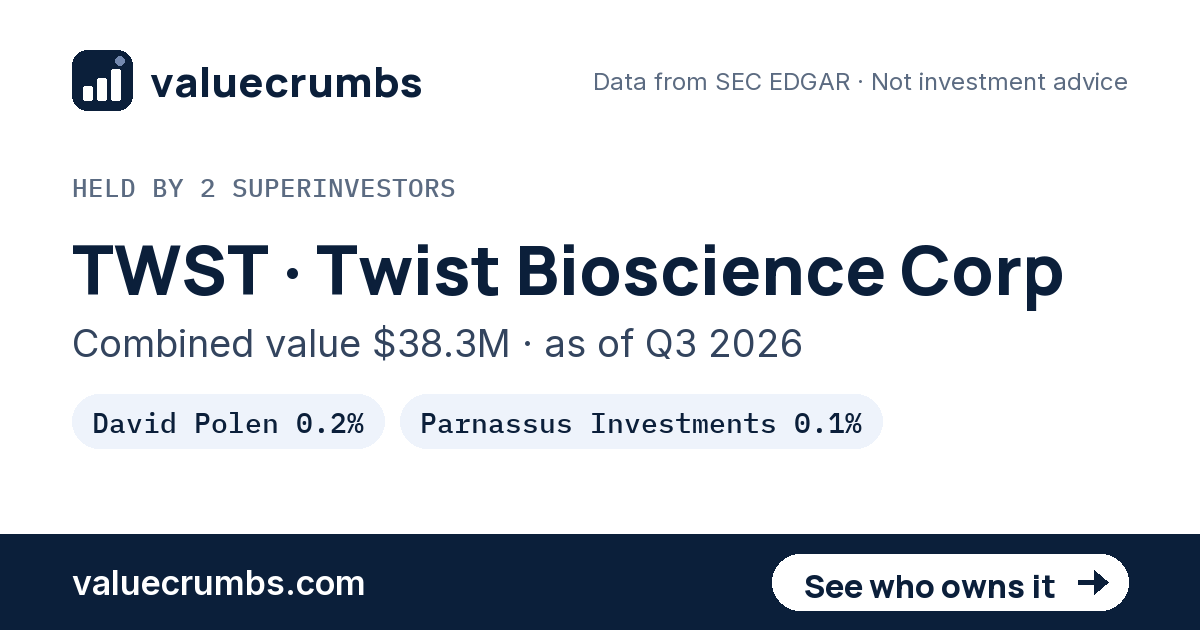 valuecrumbs
Data from SEC EDGAR · Not investment advice
HELD BY 2 SUPERINVESTORS
TWST · Twist Bioscience Corp
Combined value $38.3M · as of Q3 2026
David Polen 0.2%
Parnassus Investments 0.1%
valuecrumbs.com
See who owns it →